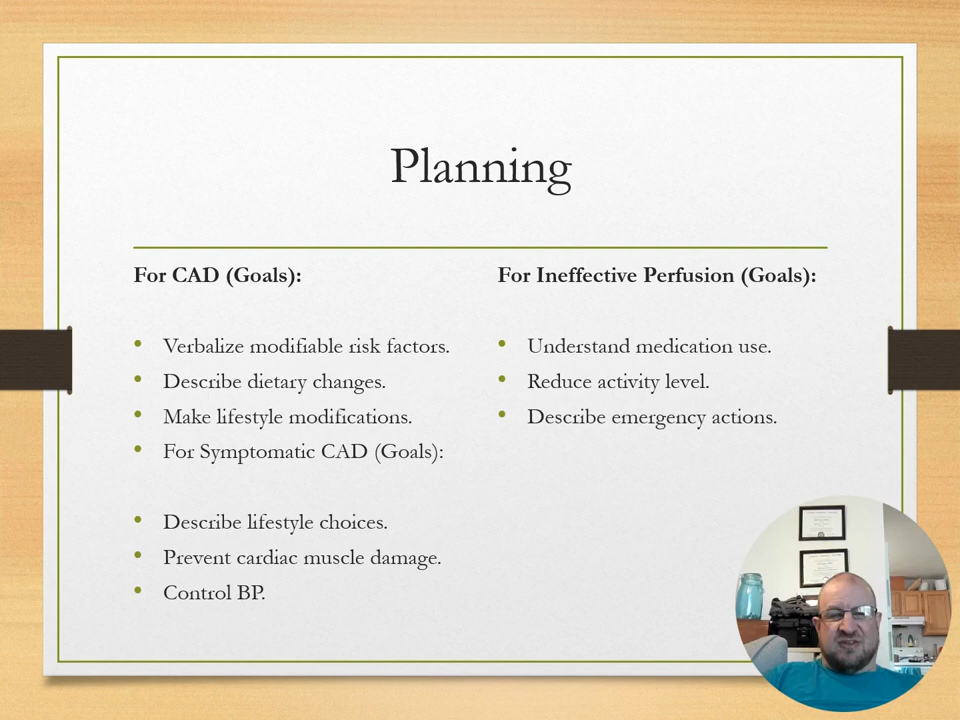 Planning
For CAD (Goals):
Verbalize modifiable risk factors.
Describe dietary changes.
Make lifestyle modifications.
For Symptomatic CAD (Goals):
Describe lifestyle choices.
Prevent cardiac muscle damage.
Control BP.
For Ineffective Perfusion (Goals):
Understand medication use.
Reduce activity level.
Describe emergency actions.